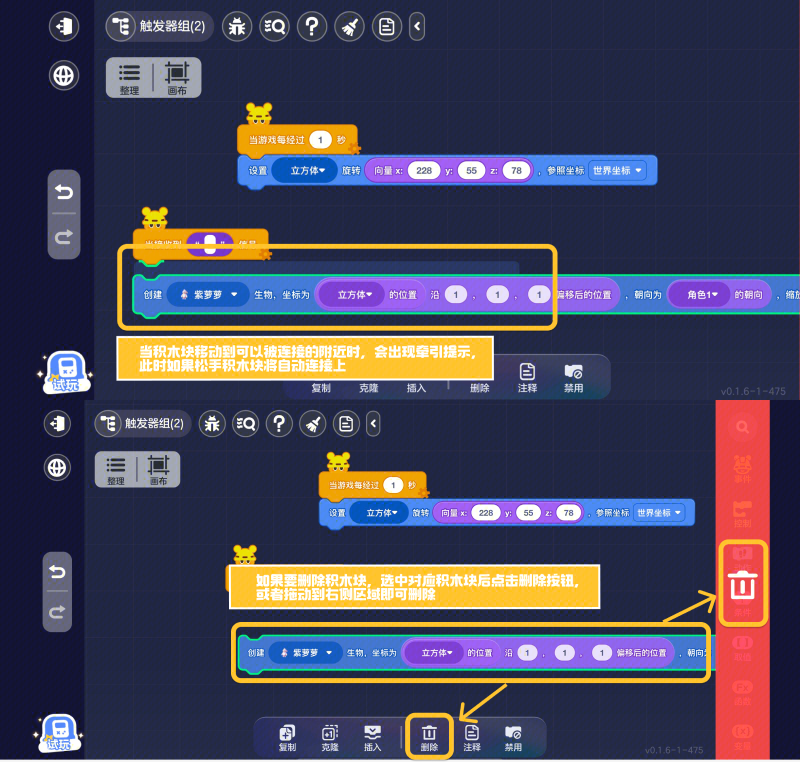 触发器组(2)
整理 画布
当游戏每经过 1 秒
设置 立方体 旋转 向量 x: 228 y: 55 z: 78 , 参照坐标 世界坐标
当接收到 " " 信号
创建 紫萝萝 生物，坐标为 立方体 的位置 沿 1 , 1 , 1 偏移后的位置 ，朝向为 角色1 的朝向 ，缩放
当积木块移动到可以被连接的附近时，会出现牵引提示，
此时如果松手积木块将自动连接上
复制 克隆 插入 删除 注释 禁用
试玩
v0.1.6-1-475
触发器组(2)
整理 画布
当游戏每经过 1 秒
设置 立方体 旋转 向量 x: 228 y: 55 z: 78 , 参照坐标 世界坐标
事件
控制
如果要删除积木块，选中对应积木块后点击删除按钮，
或者拖动到右侧区域即可删除
创建 紫萝萝 生物，坐标为 立方体 的位置 沿 1 , 1 , 1 偏移后的位置 ，朝向为
复制 克隆 插入 删除 注释 禁用
试玩
变量
v0.1.6-1-475